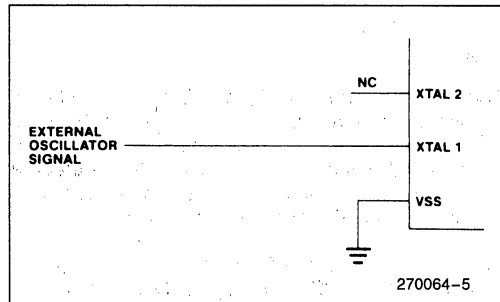 NC
XTAL 2
EXTERNAL
OSCILLATOR
SIGNAL
XTAL 1
VSS
270064-5